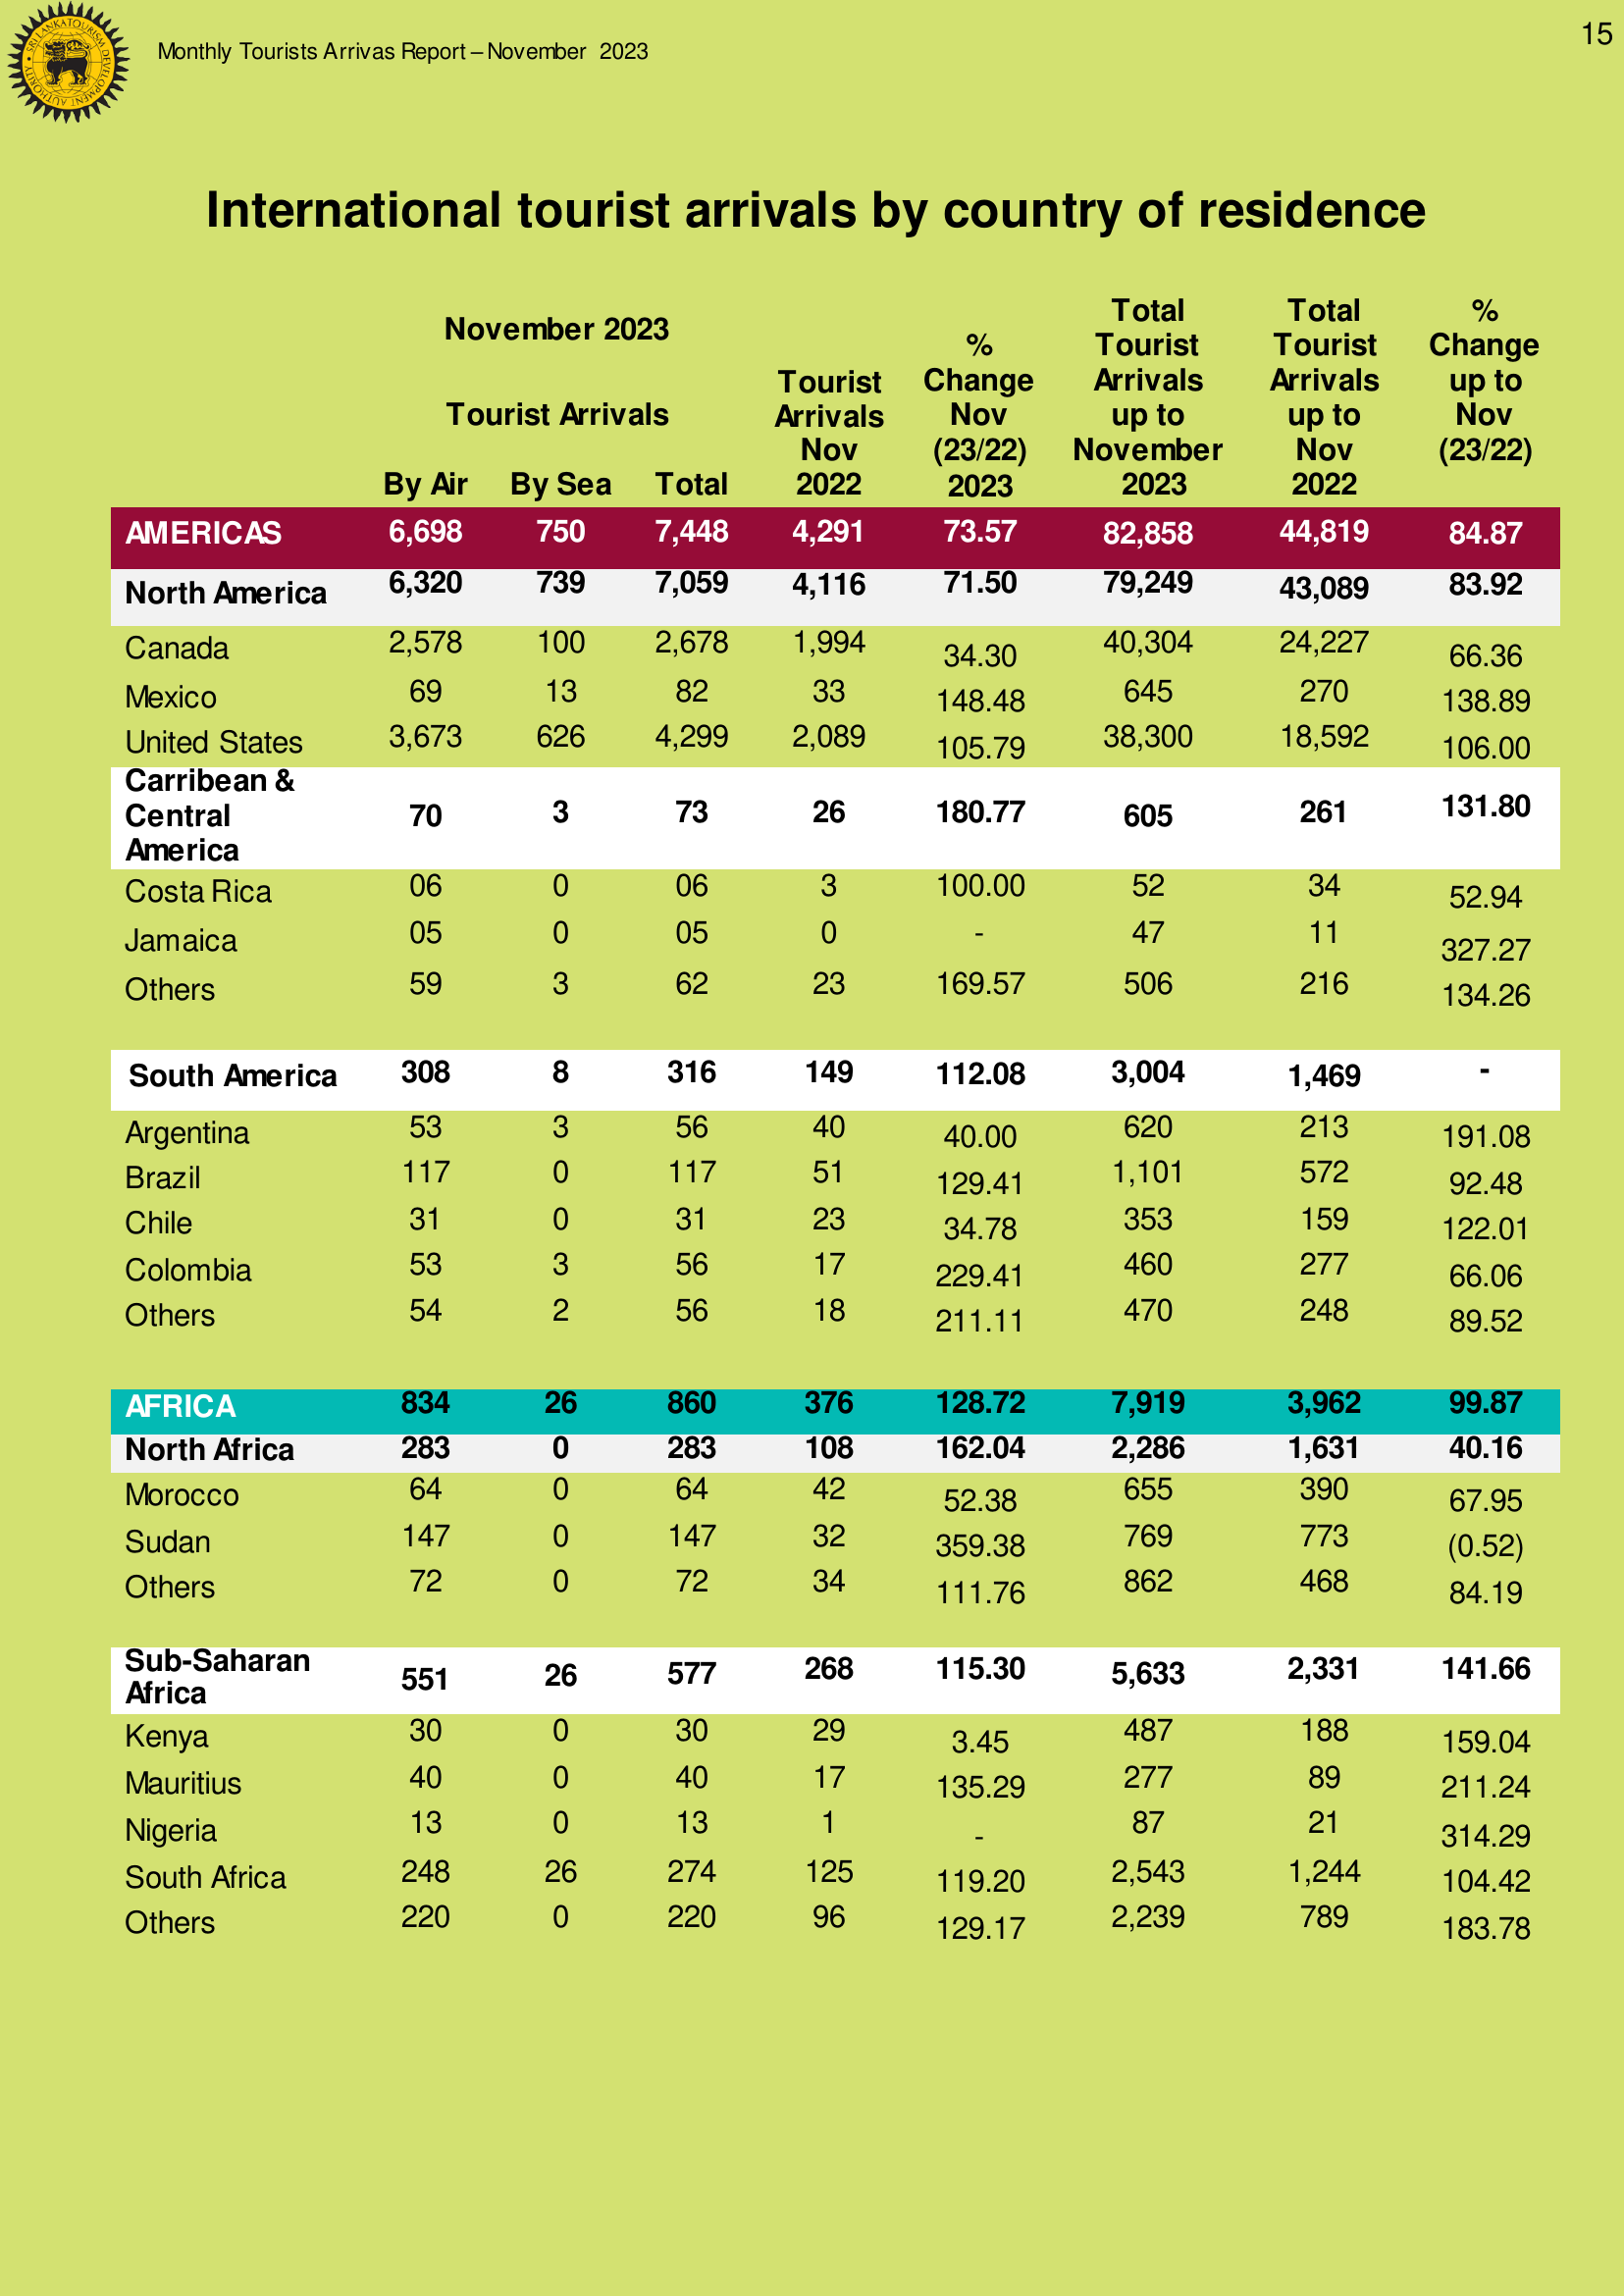 SRI LANKA TOURISM DEVELOPMENT AUTHORITY
Monthly Tourists Arrivas Report – November 2023
15
International tourist arrivals by country of residence
November 2023
Tourist Arrivals
By Air By Sea Total
Tourist
Arrivals
Nov
2022
%
Change
Nov
(23/22)
2023
Total
Tourist
Arrivals
up to
November
2023
Total
Tourist
Arrivals
up to
Nov
2022
%
Change
up to
Nov
(23/22)
AMERICAS 6,698 750 7,448 4,291 73.57 82,858 44,819 84.87
North America 6,320 739 7,059 4,116 71.50 79,249 43,089 83.92
Canada 2,578 100 2,678 1,994 34.30 40,304 24,227 66.36
Mexico 69 13 82 33 148.48 645 270 138.89
United States 3,673 626 4,299 2,089 105.79 38,300 18,592 106.00
Carribean &
Central
America
70 3 73 26 180.77 605 261 131.80
Costa Rica 06 0 06 3 100.00 52 34 52.94
Jamaica 05 0 05 0 - 47 11 327.27
Others 59 3 62 23 169.57 506 216 134.26
South America 308 8 316 149 112.08 3,004 1,469 -
Argentina 53 3 56 40 40.00 620 213 191.08
Brazil 117 0 117 51 129.41 1,101 572 92.48
Chile 31 0 31 23 34.78 353 159 122.01
Colombia 53 3 56 17 229.41 460 277 66.06
Others 54 2 56 18 211.11 470 248 89.52
AFRICA 834 26 860 376 128.72 7,919 3,962 99.87
North Africa 283 0 283 108 162.04 2,286 1,631 40.16
Morocco 64 0 64 42 52.38 655 390 67.95
Sudan 147 0 147 32 359.38 769 773 (0.52)
Others 72 0 72 34 111.76 862 468 84.19
Sub-Saharan
Africa
551 26 577 268 115.30 5,633 2,331 141.66
Kenya 30 0 30 29 3.45 487 188 159.04
Mauritius 40 0 40 17 135.29 277 89 211.24
Nigeria 13 0 13 1 - 87 21 314.29
South Africa 248 26 274 125 119.20 2,543 1,244 104.42
Others 220 0 220 96 129.17 2,239 789 183.78